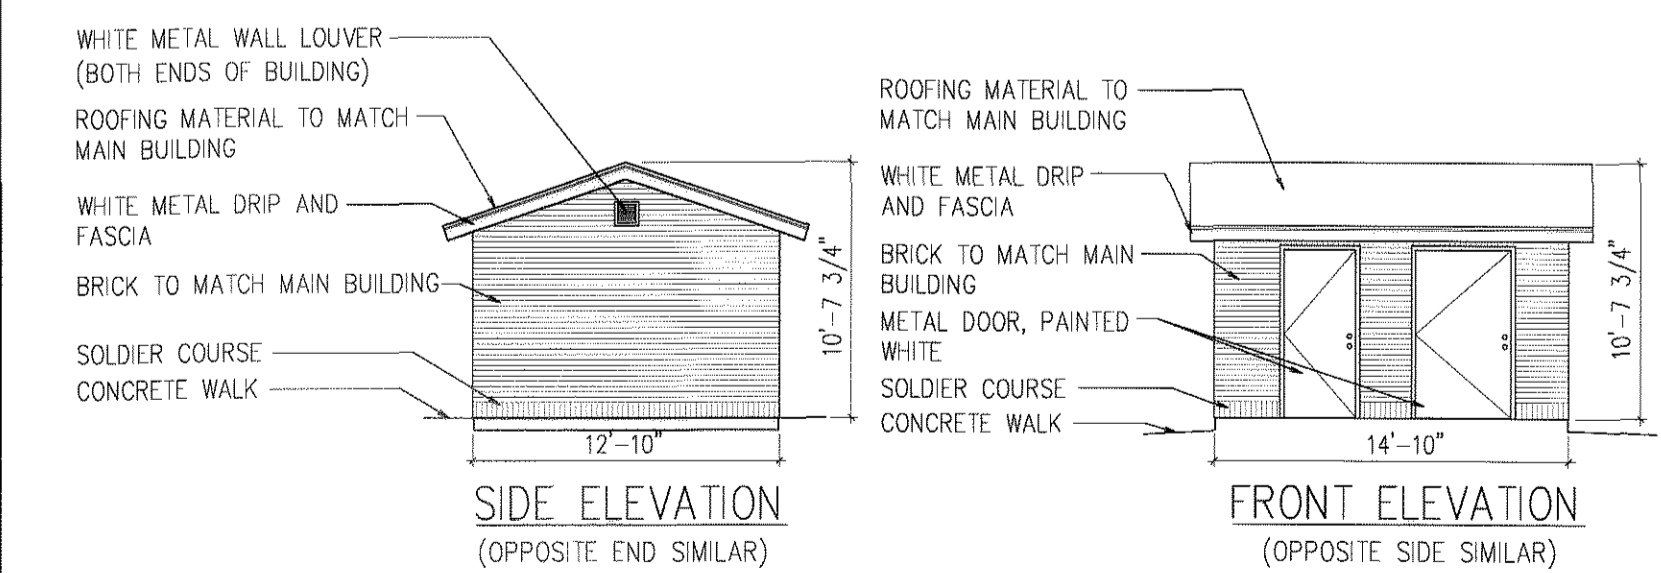 WHITE METAL WALL LOUVER
(BOTH ENDS OF BUILDING)
ROOFING MATERIAL TO MATCH
MAIN BUILDING
WHITE METAL DRIP AND
FASCIA
BRICK TO MATCH MAIN BUILDING
SOLDIER COURSE
CONCRETE WALK
10'-7 3/4"
12'-10"
SIDE ELEVATION
(OPPOSITE END SIMILAR)
ROOFING MATERIAL TO
MATCH MAIN BUILDING
WHITE METAL DRIP
AND FASCIA
BRICK TO MATCH MAIN
BUILDING
METAL DOOR, PAINTED
WHITE
SOLDIER COURSE
CONCRETE WALK
10'-7 3/4"
14'-10"
FRONT ELEVATION
(OPPOSITE SIDE SIMILAR)